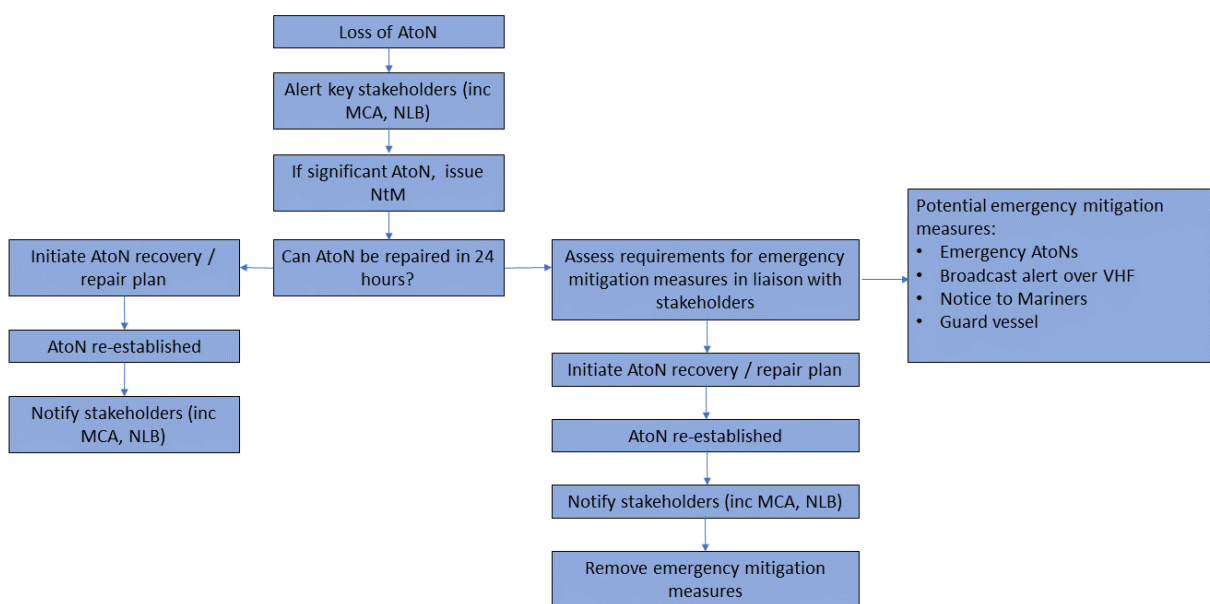 Loss of AtoN
Alert key stakeholders (inc
MCA, NLB)
If significant AtoN,  issue
NtM
Can AtoN be repaired in 24
hours?
Initiate AtoN recovery /
repair plan
AtoN re-established
Notify stakeholders (inc
MCA, NLB)
Assess requirements for emergency
mitigation measures in liaison with
stakeholders
Initiate AtoN recovery / repair plan
AtoN re-established
Notify stakeholders (inc MCA, NLB)
Remove emergency mitigation
measures
Potential emergency mitigation
measures:
• Emergency AtoNs
• Broadcast alert over VHF
• Notice to Mariners
• Guard vessel